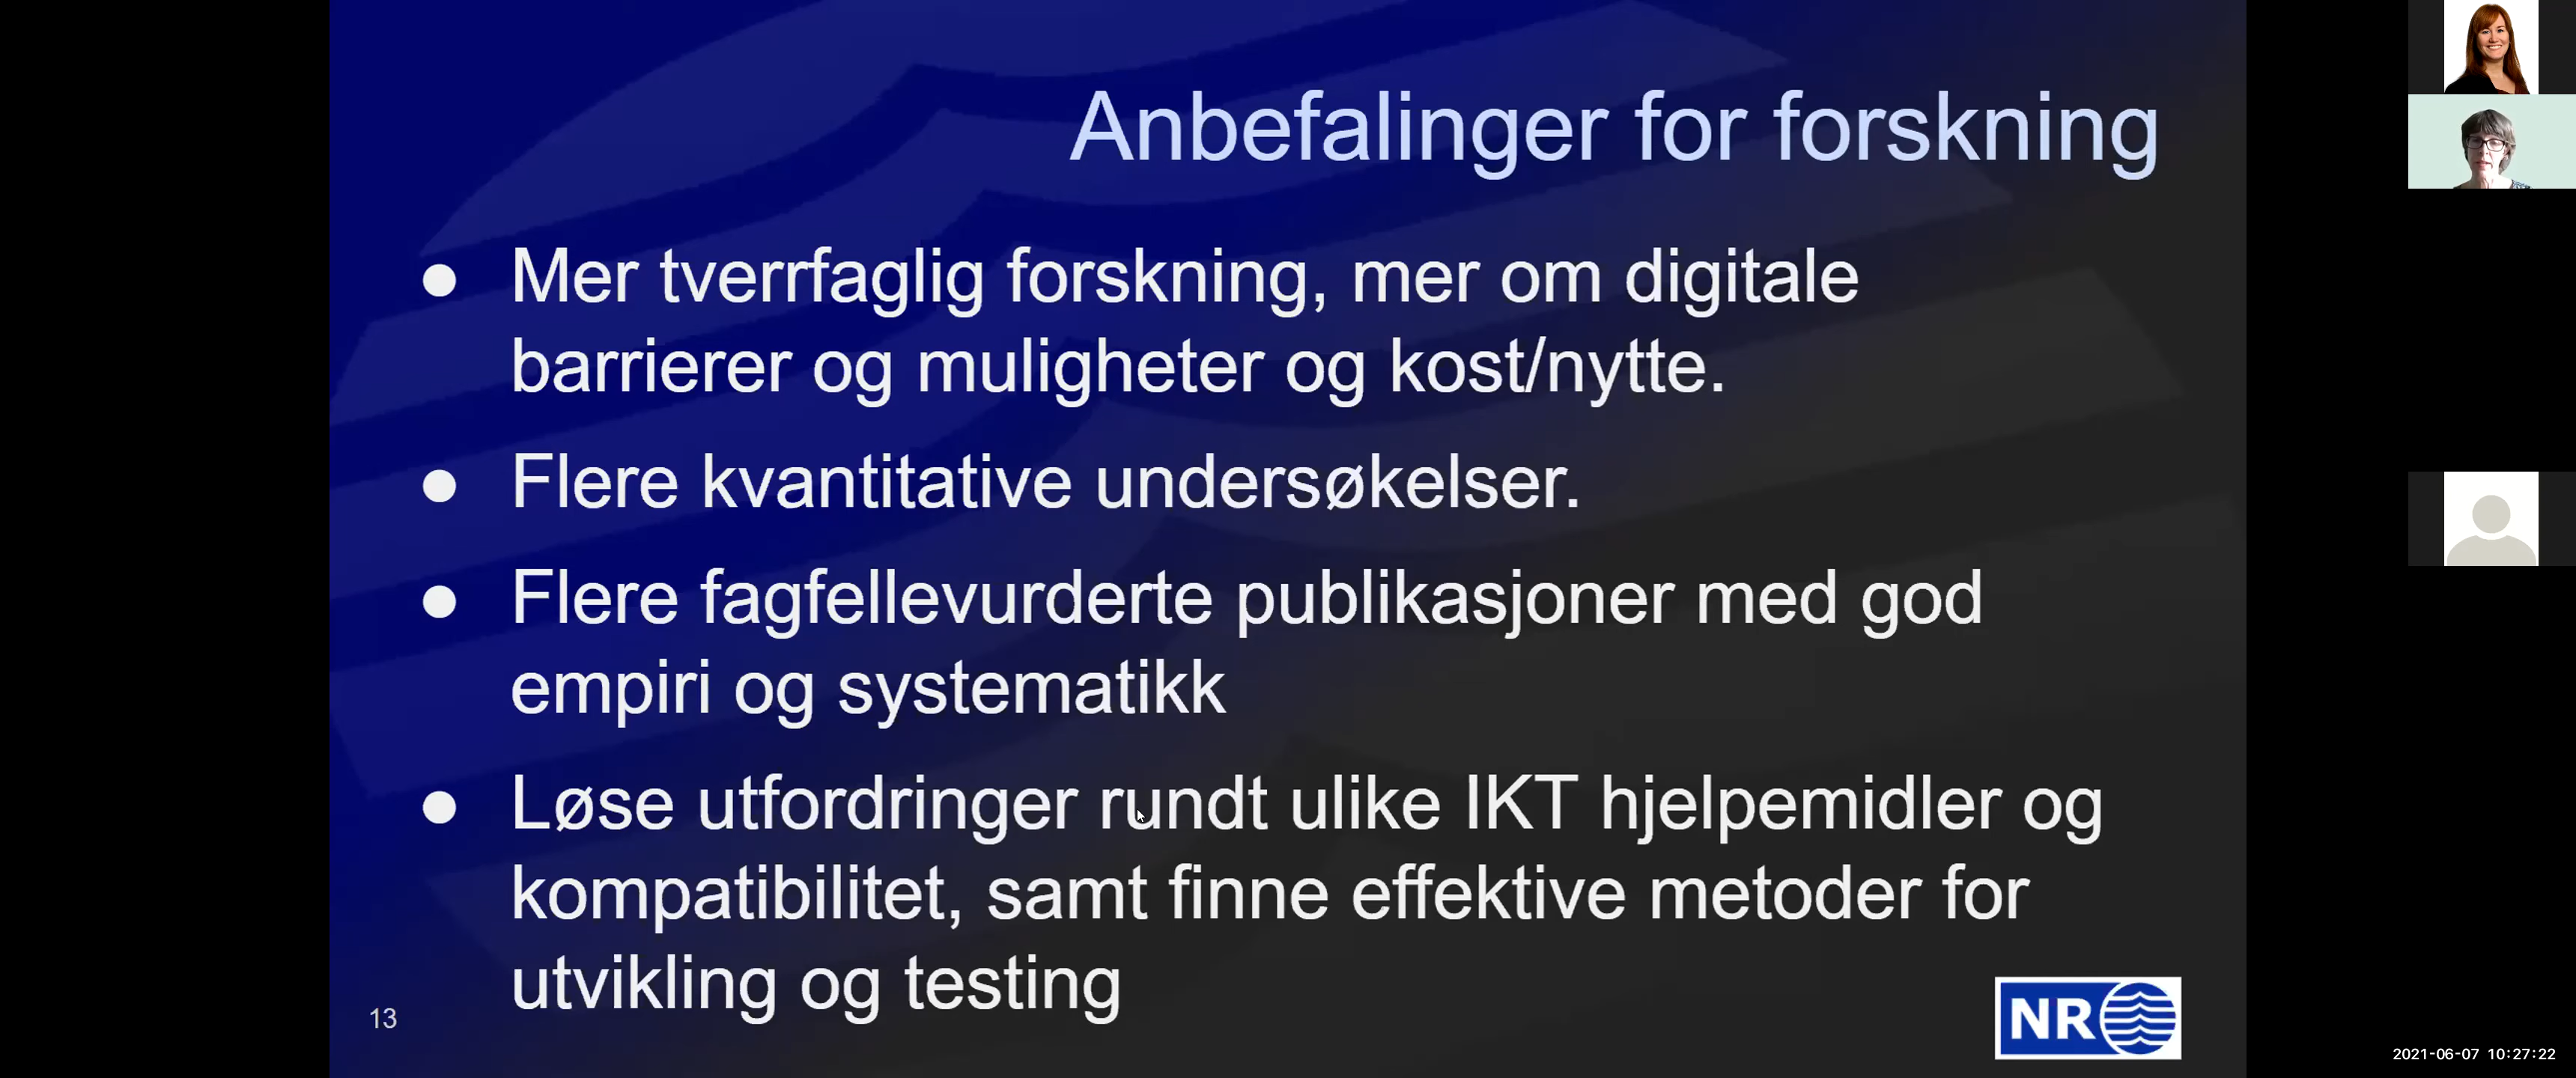 Anbefalinger for forskning
● Mer tverrfaglig forskning, mer om digitale
barrierer og muligheter og kost/nytte.
● Flere kvantitative undersøkelser.
● Flere fagfellevurderte publikasjoner med god
empiri og systematikk
● Løse utfordringer rundt ulike IKT hjelpemidler og
kompatibilitet, samt finne effektive metoder for
utvikling og testing
13
NR
2021-06-07 10:27:22